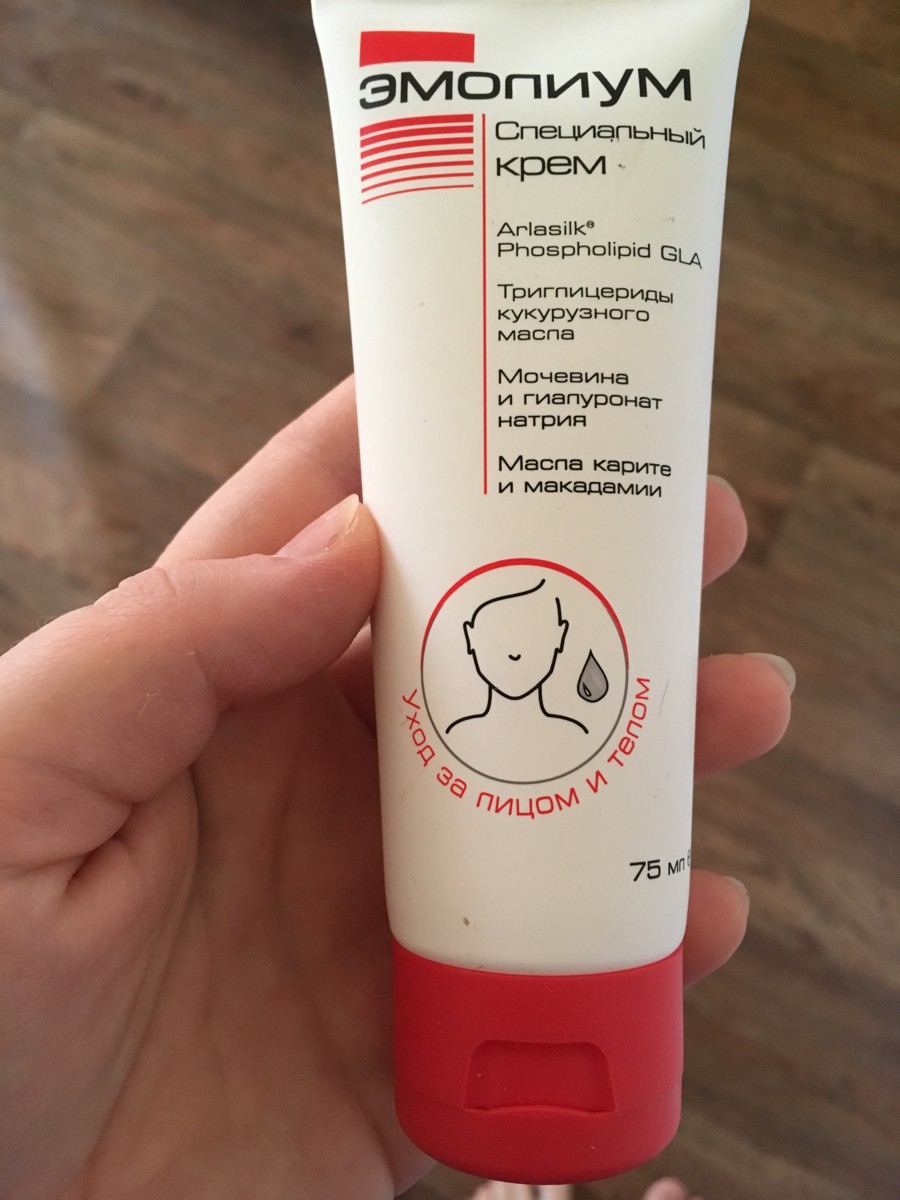 эмолиум
Специальный
крем
Arlasilk®
Phospholipid GLA
Триглицериды
кукурузного
масла
Мочевина
и гиалуронат
натрия
Масла карите
и макадамии
Уход за лицом и телом
75 мл